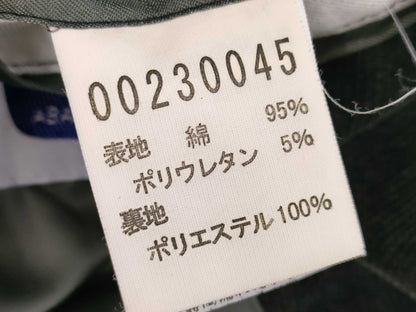 00230045
表地 綿 95%
ポリウレタン 5%
裏地
ポリエステル 100%